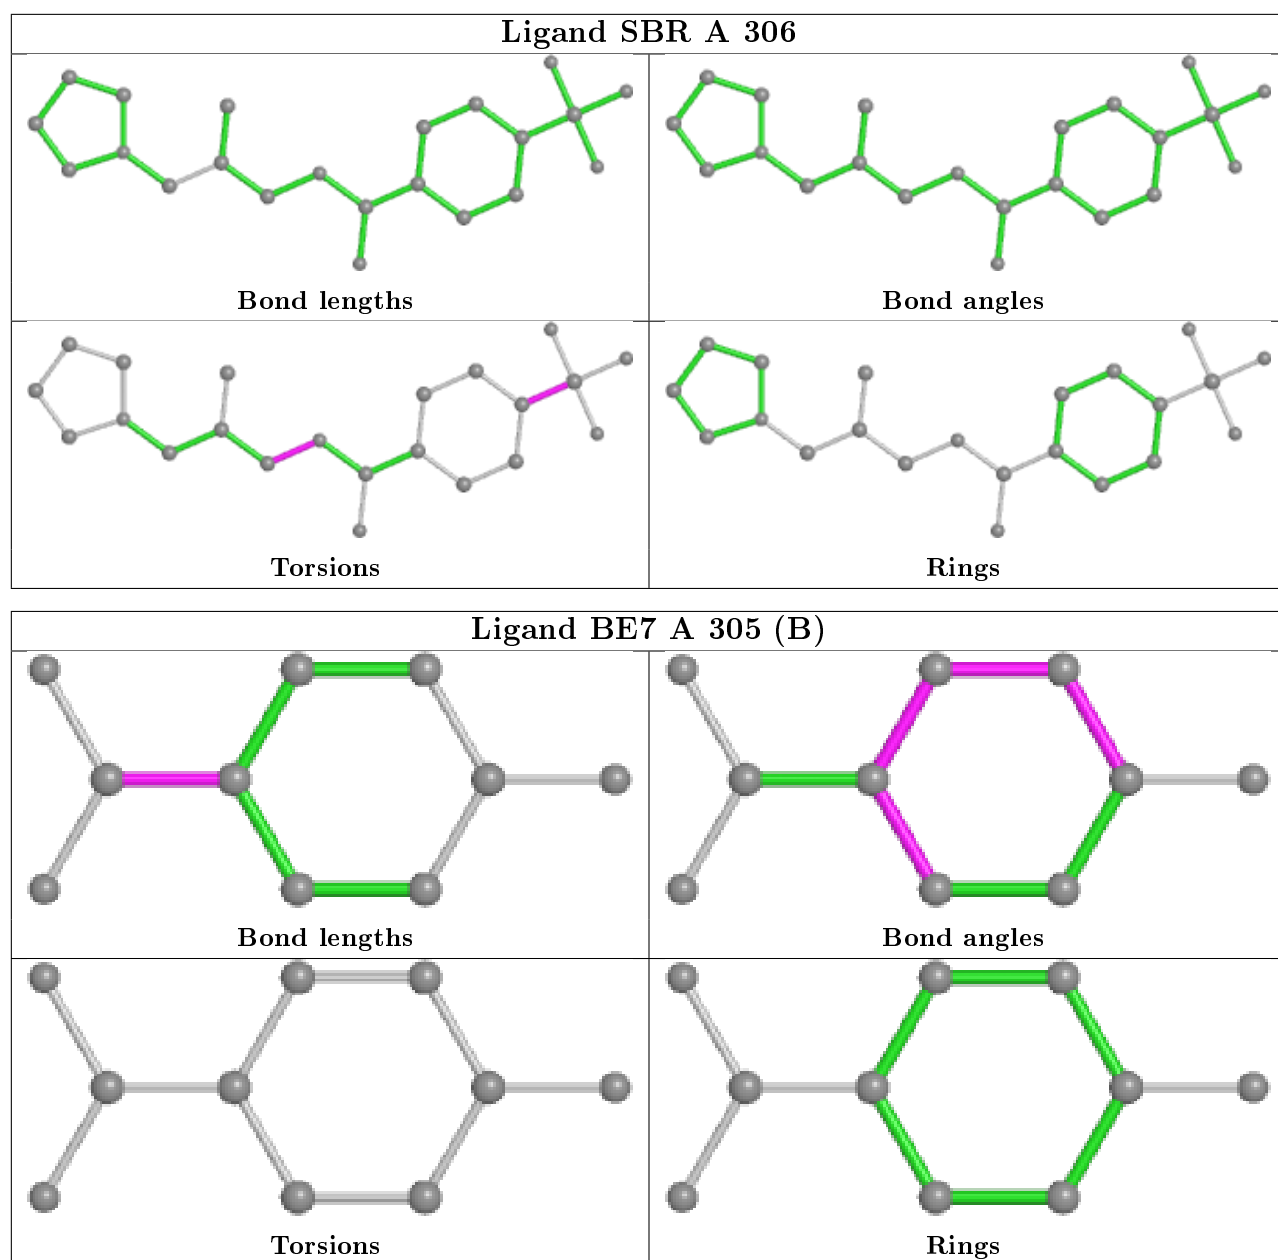 Ligand SBR A 306
Bond lengths
Bond angles
Torsions
Rings
Ligand BE7 A 305 (B)
Bond lengths
Bond angles
Torsions
Rings